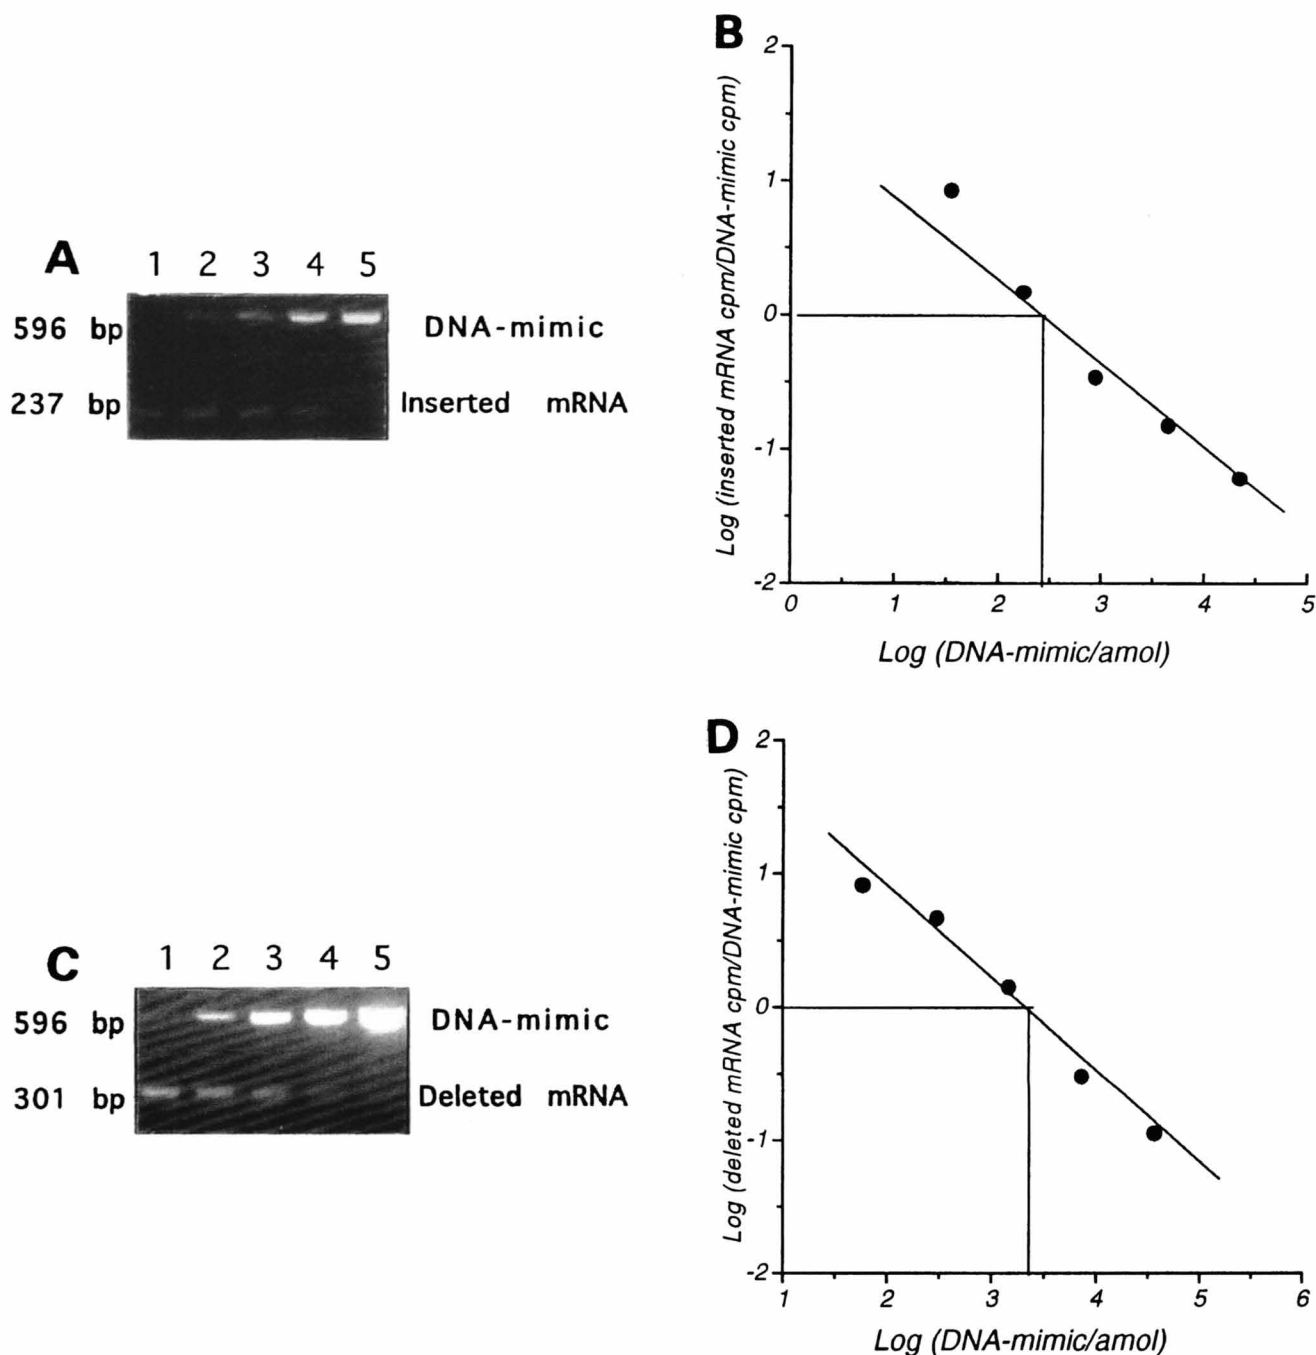 A
1 2 3 4 5
596 bp
DNA-mimic
237 bp
Inserted mRNA
B
Log (inserted mRNA cpm/DNA-mimic cpm)
2
1
0
-1
-2
0 1 2 3 4 5
Log (DNA-mimic/amol)
C
1 2 3 4 5
596 bp
DNA-mimic
301 bp
Deleted mRNA
D
Log (deleted mRNA cpm/DNA-mimic cpm)
2
1
0
-1
-2
1 2 3 4 5 6
Log (DNA-mimic/amol)